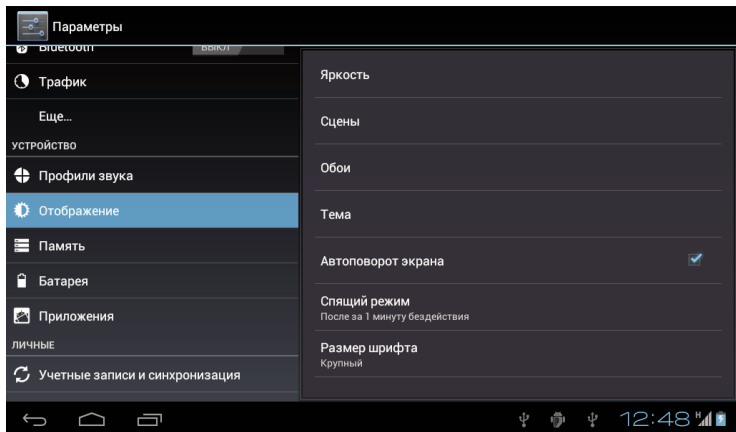 Параметры
Bluetooth
ВЫКЛ
Трафик
Еще...
УСТРОЙСТВО
Профили звука
Отображение
Память
Батарея
Приложения
ЛИЧНЫЕ
Учетные записи и синхронизация
Яркость
Сцены
Обои
Тема
Автоповорот экрана
Спящий режим
После за 1 минуту бездействия
Размер шрифта
Крупный
12:48
H